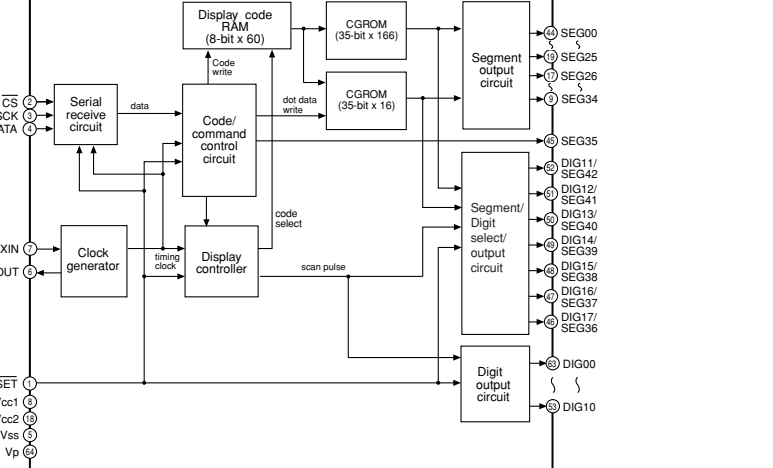 Display code
RAM
(8-bit x 60)
CGROM
(35-bit x 166)
Segment
output
circuit
44 SEG00
19 SEG25
17 SEG26
9 SEG34
Code
write
CGROM
(35-bit x 16)
dot data
write
CS 2
SCK 3
ATA 4
Serial
receive
circuit
data
Code/
command
control
circuit
45 SEG35
52 DIG11/
SEG42
51 DIG12/
SEG41
50 DIG13/
SEG40
49 DIG14/
SEG39
48 DIG15/
SEG38
47 DIG16/
SEG37
46 DIG17/
SEG36
Segment/
Digit
select/
output
circuit
code
select
XIN 7
OUT 6
Clock
generator
timing
clock
Display
controller
scan pulse
Digit
output
circuit
63 DIG00
53 DIG10
SET 1
Vcc1 8
Vcc2 18
Vss 5
Vp 64